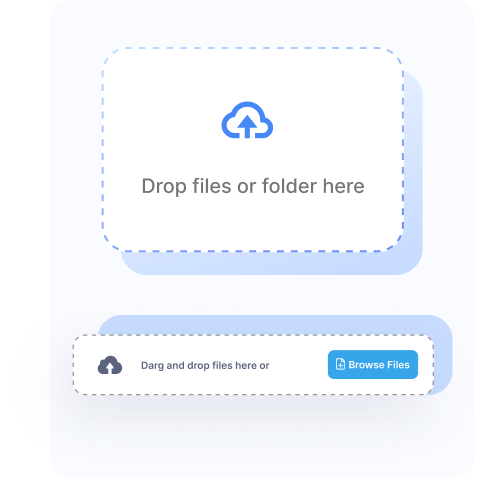 Drop files or folder here
Darg and drop files here or
Browse Files